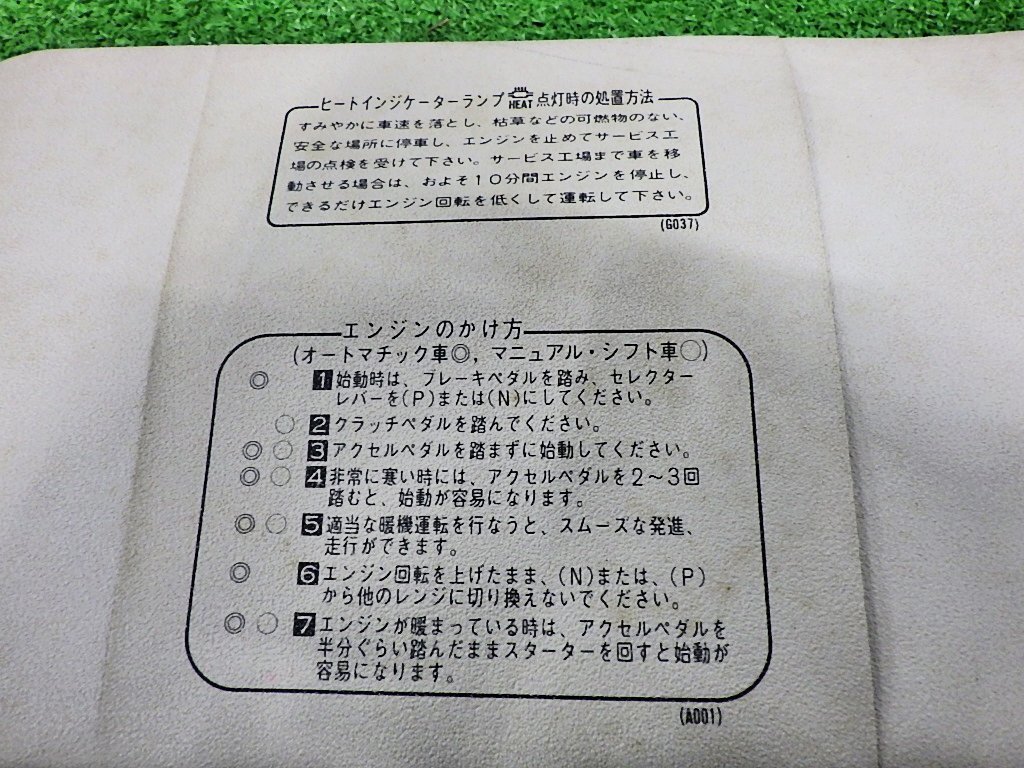 ヒートインジケーターランプ HEAT 点灯時の処置方法
すみやかに車速を落とし、枯草などの可燃物のない、
安全な場所に停車し、エンジンを止めてサービス工
場の点検を受けて下さい。サービス工場まで車を移
動させる場合は、およそ10分間エンジンを停止し、
できるだけエンジン回転を低くして運転して下さい。
(G037)
エンジンのかけ方
(オートマチック車◎, マニュアル・シフト車○)
◎ 1 始動時は、ブレーキペダルを踏み、セレクター
レバーを(P)または(N)にしてください。
○ 2 クラッチペダルを踏んでください。
◎ ○ 3 アクセルペダルを踏まずに始動してください。
◎ ○ 4 非常に寒い時には、アクセルペダルを2〜3回
踏むと、始動が容易になります。
◎ ○ 5 適当な暖機運転を行なうと、スムーズな発進、
走行ができます。
◎ 6 エンジン回転を上げたまま、(N)または、(P)
から他のレンジに切り換えないでください。
◎ ○ 7 エンジンが暖まっている時は、アクセルペダルを
半分ぐらい踏んだままスターターを回すと始動が
容易になります。
(A001)